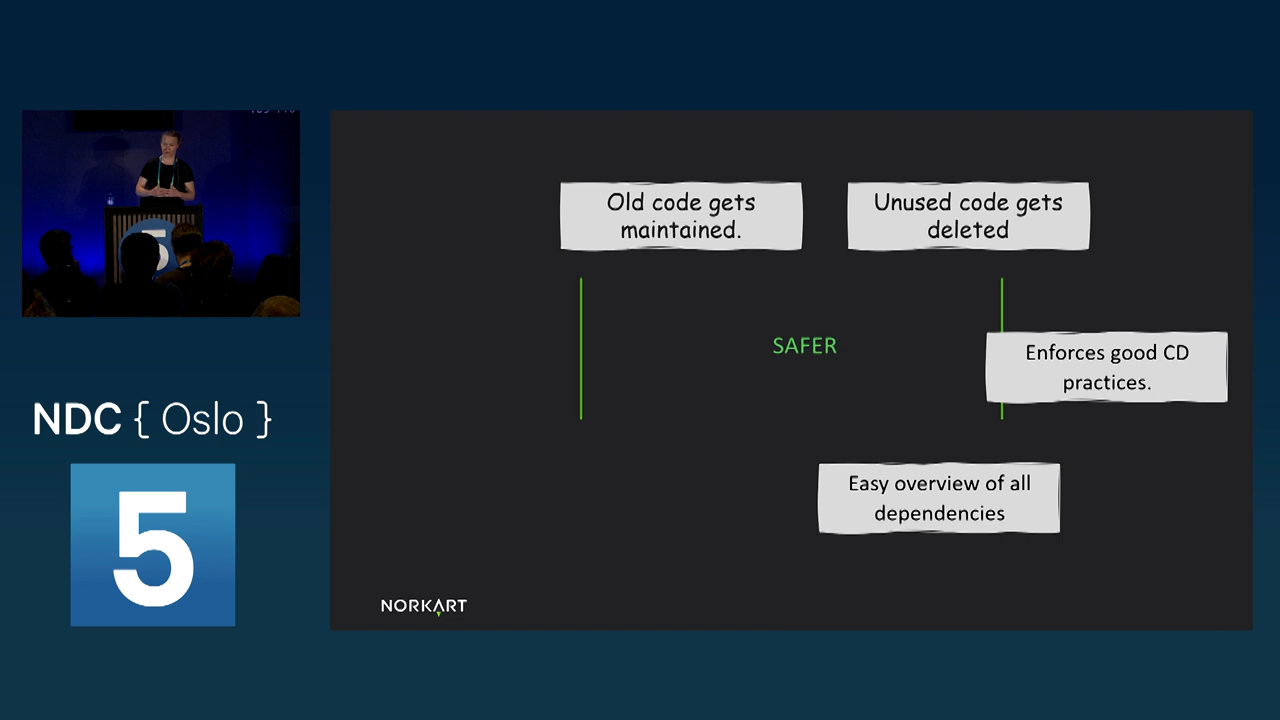 Old code gets
maintained.
Unused code gets
deleted
SAFER
Enforces good CD
practices.
Easy overview of all
dependencies
NORKART
NDC { Oslo }
5
5